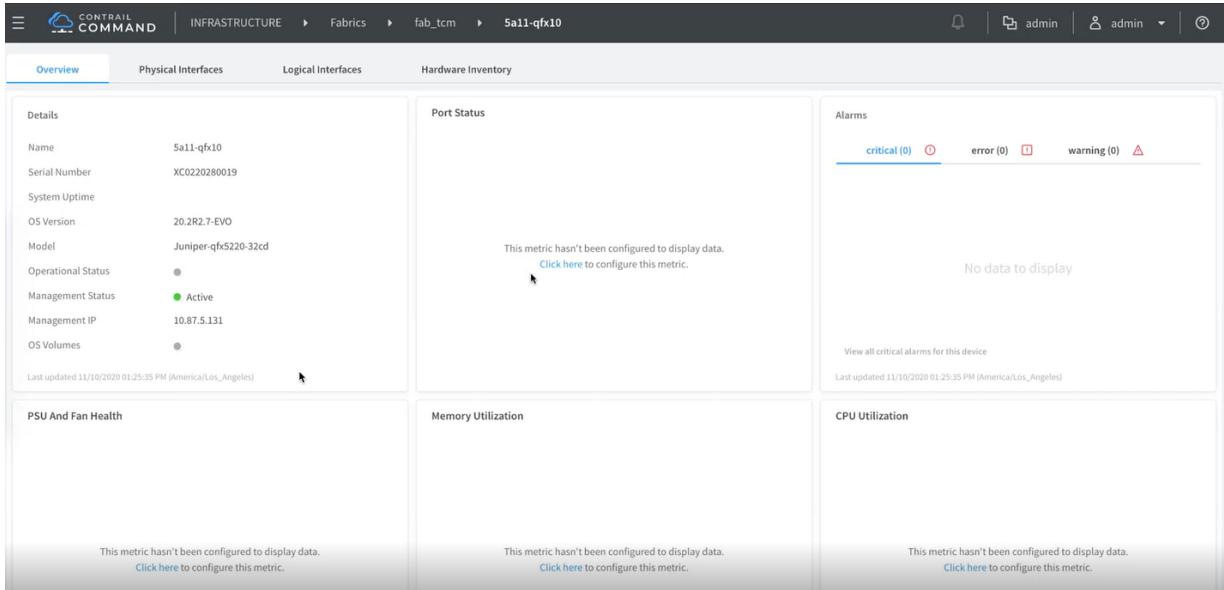 CONTRAIL
COMMAND
INFRASTRUCTURE
Fabrics
fab_tcm
5a11-qfx10
admin
admin
Overview
Physical Interfaces
Logical Interfaces
Hardware Inventory
Details
Name 5a11-qfx10
Serial Number XC0220280019
System Uptime
OS Version 20.2R2.7-EVO
Model Juniper-qfx5220-32cd
Operational Status
Management Status Active
Management IP 10.87.5.131
OS Volumes
Last updated 11/10/2020 01:25:35 PM (America/Los_Angeles)
Port Status
This metric hasn't been configured to display data.
Click here to configure this metric.
Alarms
critical (0) error (0) warning (0)
No data to display
View all critical alarms for this device
Last updated 11/10/2020 01:25:35 PM (America/Los_Angeles)
PSU And Fan Health
This metric hasn't been configured to display data.
Click here to configure this metric.
Memory Utilization
This metric hasn't been configured to display data.
Click here to configure this metric.
CPU Utilization
This metric hasn't been configured to display data.
Click here to configure this metric.